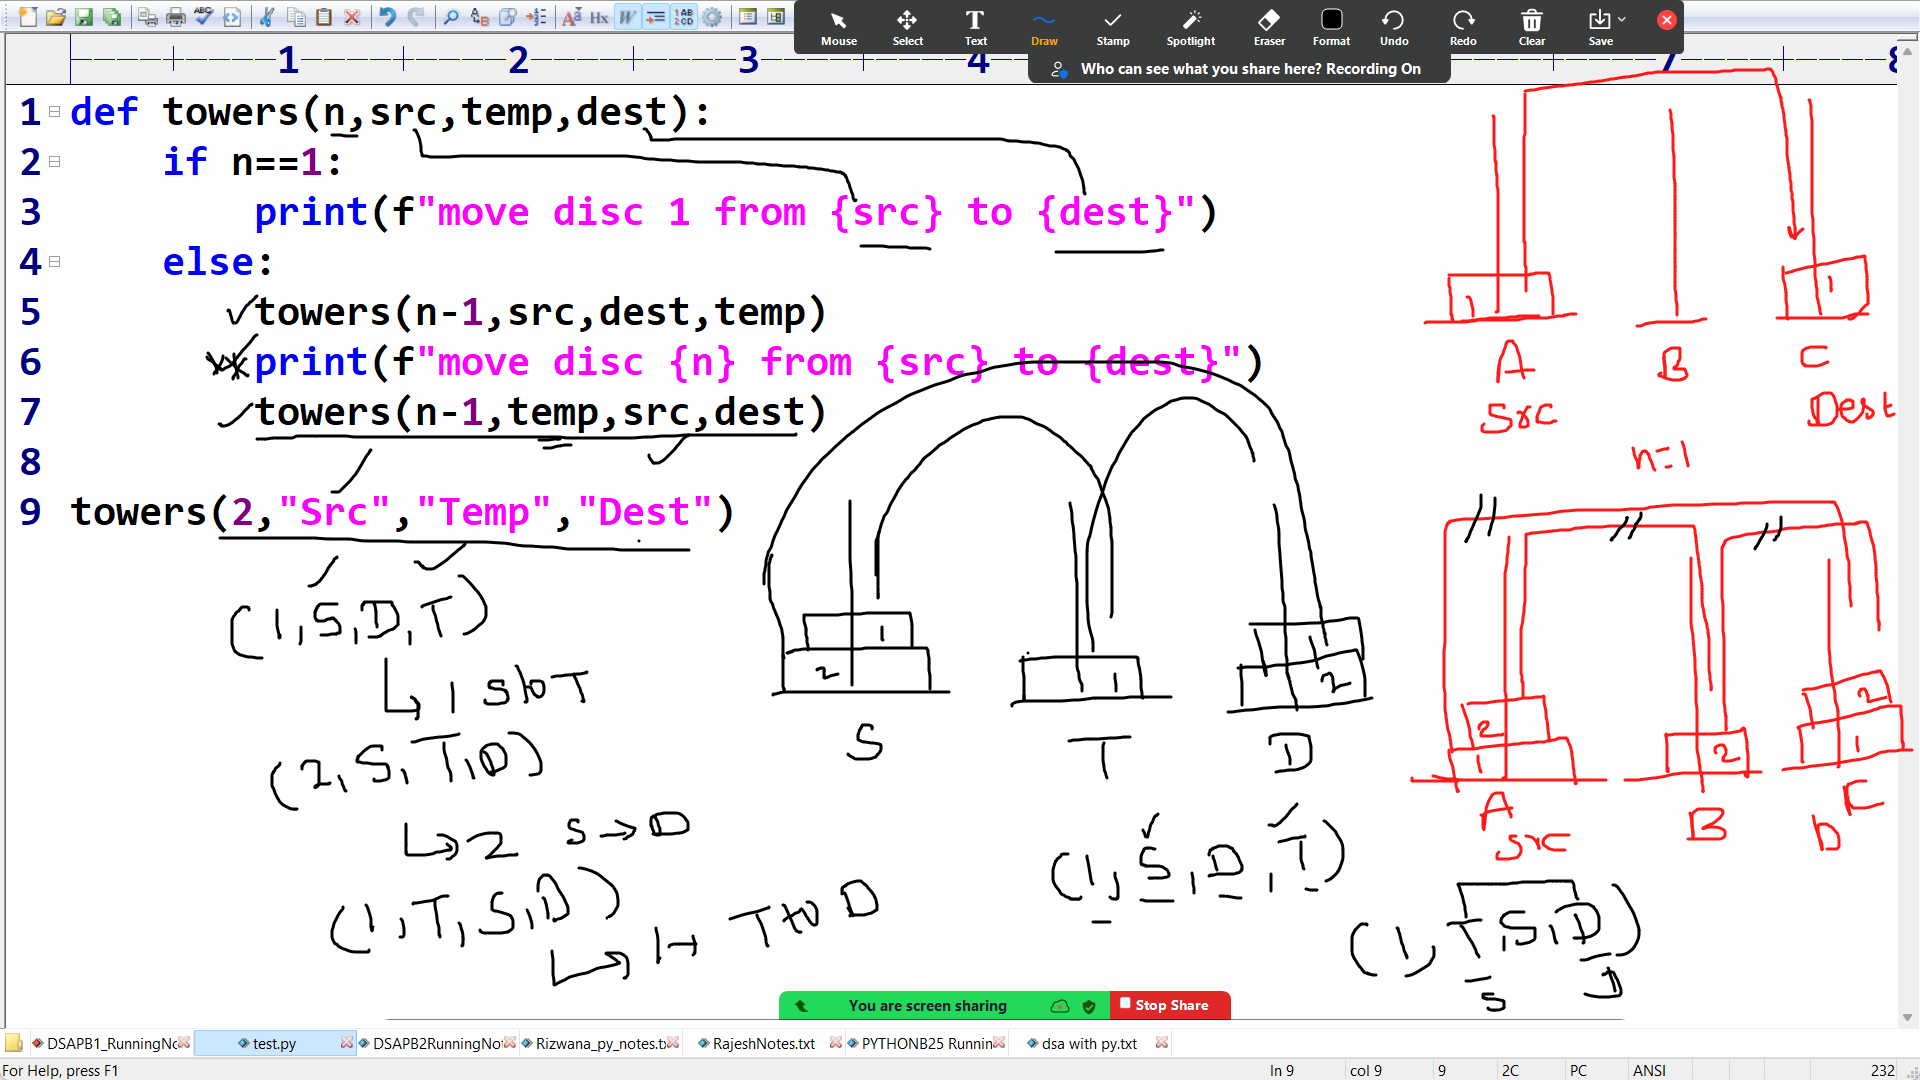 Mouse Select Text Draw Stamp Spotlight Eraser Format Undo Redo Clear Save
Who can see what you share here? Recording On
1 2 3 4 7 8
1 def towers(n,src,temp,dest):
2 if n==1:
3 print(f"move disc 1 from {src} to {dest}")
4 else:
5 towers(n-1,src,dest,temp)
6 print(f"move disc {n} from {src} to {dest}")
7 towers(n-1,temp,src,dest)
8
9 towers(2,"Src","Temp","Dest")
1 1
A B C
Src Dest
n=1
(1,S,D,T)
1 S to T
(2,S,T,D)
2 S→D
(1,T,S,D)
1→ T to D
1
2 1 1
2
S T D
(1,S,D,T)
2
1 2 2
1
A B C
Src D
(1,T,S,D)
S D
You are screen sharing Stop Share
DSAPB1_RunningNo test.py DSAPB2RunningNo Rizwana_py_notes.tx RajeshNotes.txt PYTHONB25 Runnin dsa with py.txt
For Help, press F1 ln 9 col 9 9 2C PC ANSI 232